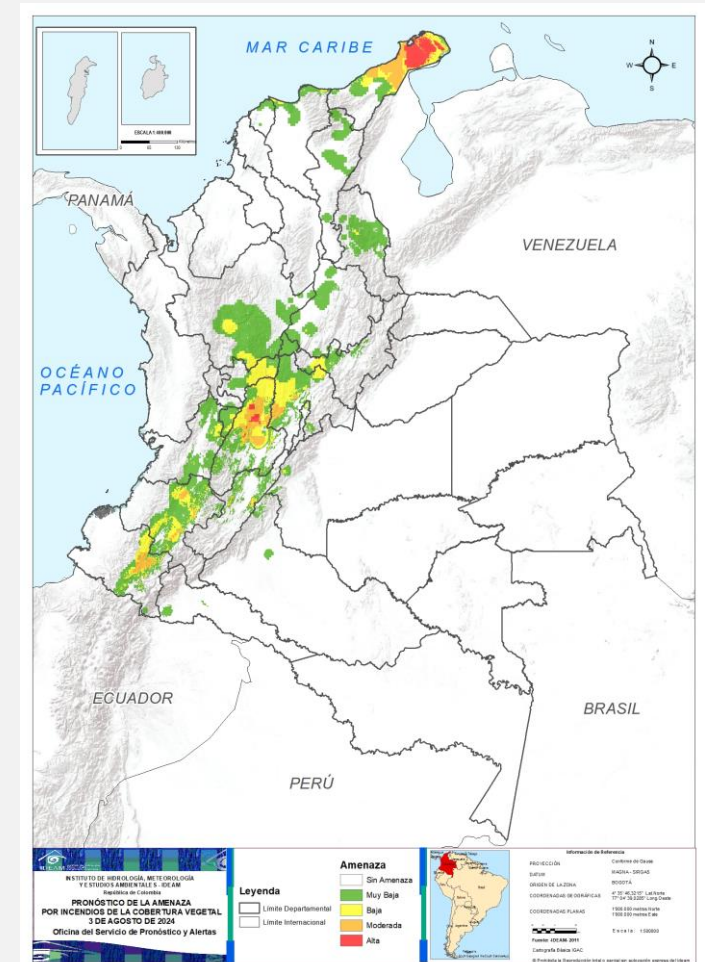 MAR CARIBE
N
W
E
S
PANAMÁ
VENEZUELA
OCÉANO
PACÍFICO
ECUADOR
BRASIL
PERÚ
INSTITUTO DE HIDROLOGÍA, METEOROLOGÍA
Y ESTUDIOS AMBIENTALES - IDEAM
República de Colombia
PRONÓSTICO DE LA AMENAZA
POR INCENDIOS DE LA COBERTURA VEGETAL
3 DE AGOSTO DE 2024
Oficina del Servicio de Pronóstico y Alertas
Leyenda
Límite Departamental
Límite Internacional
Amenaza
Sin Amenaza
Muy Baja
Baja
Moderada
Alta
Información de Referencia
PROYECCIÓN
DATUM
MAGNA - SIRGAS
ORIGEN DE LA ZONA
BOGOTÁ
COORDENADAS GEOGRÁFICAS
COORDENADAS PLANAS
Fuente: IDEAM 2011
Cartografía Básica IGAC